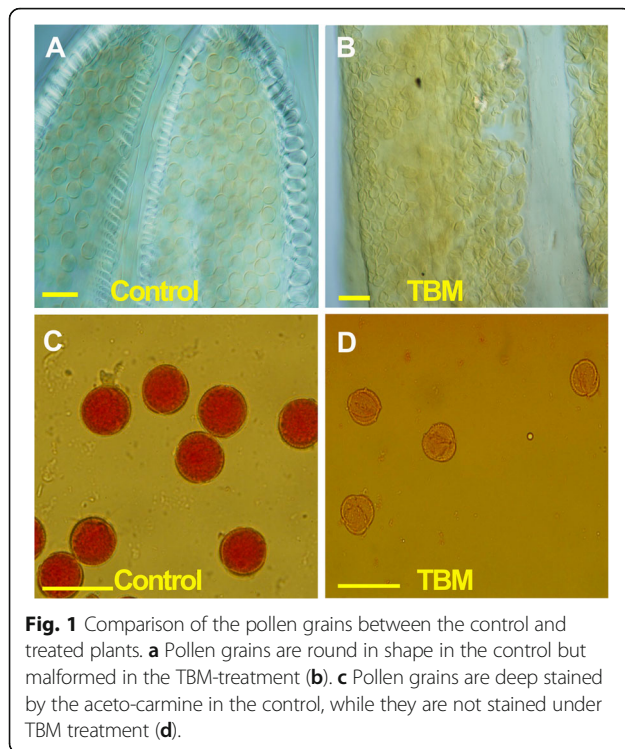 A
B
Control
TBM
C
D
Control
TBM
Fig. 1 Comparison of the pollen grains between the control and
treated plants. a Pollen grains are round in shape in the control but
malformed in the TBM-treatment (b). c Pollen grains are deep stained
by the aceto-carmine in the control, while they are not stained under
TBM treatment (d).